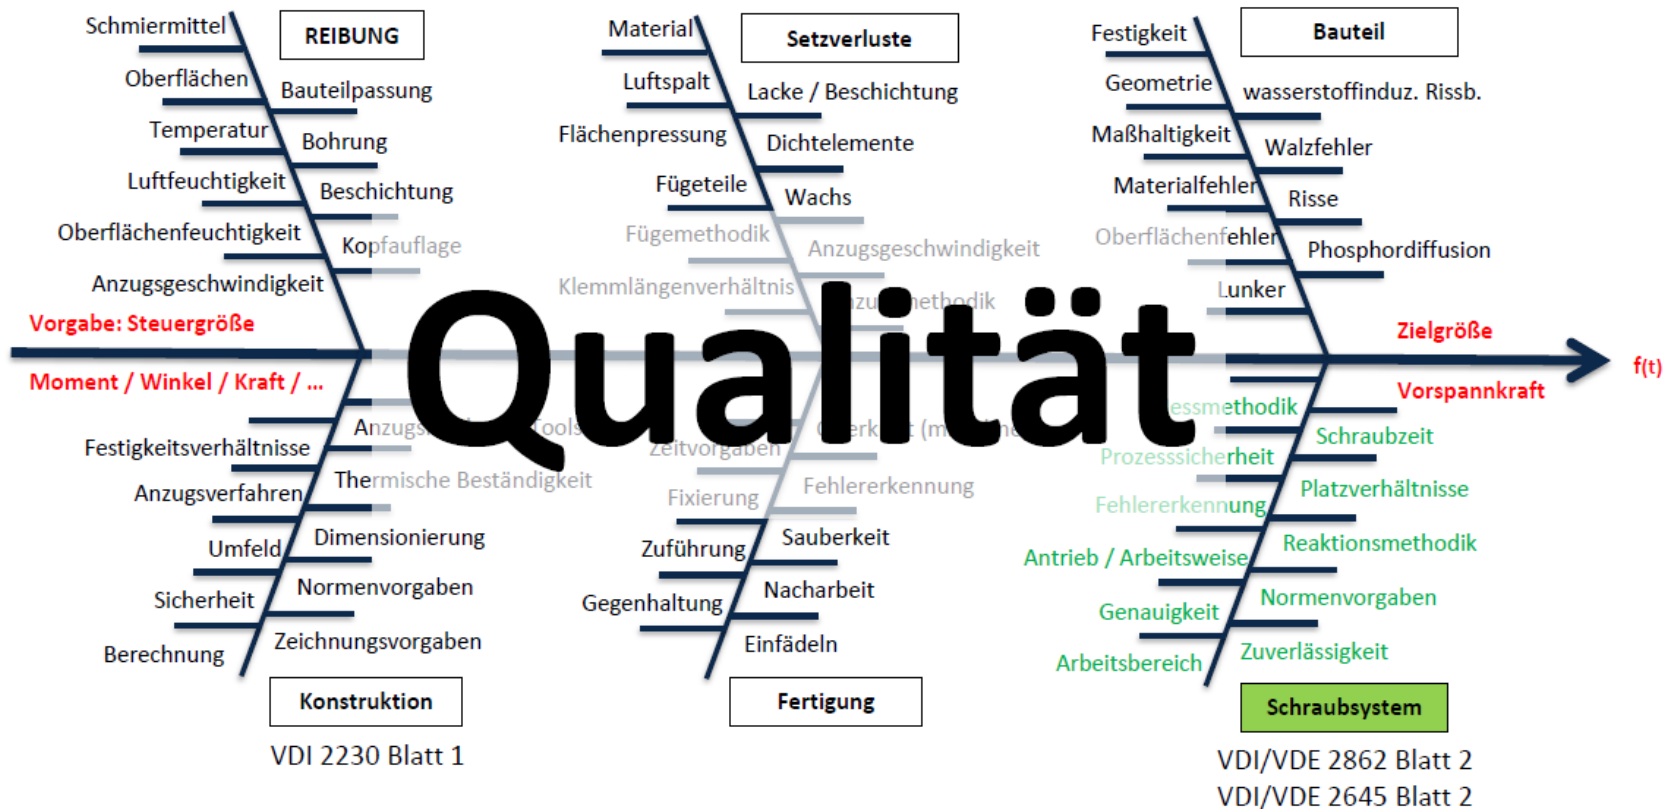 REIBUNG
Schmiermittel
Oberflächen
Temperatur
Luftfeuchtigkeit
Oberflächenfeuchtigkeit
Anzugsgeschwindigkeit
Bauteilpassung
Bohrung
Beschichtung
Kopfauflage
Setzverluste
Material
Luftspalt
Flächenpressung
Fügeteile
Fügemethodik
Klemmlängenverhältnis
Lacke / Beschichtung
Dichtelemente
Wachs
Anzugsgeschwindigkeit
Bauteil
Festigkeit
Geometrie
Maßhaltigkeit
Materialfehler
Oberflächenfehler
Lunker
wasserstoffinduz. Rissb.
Walzfehler
Risse
Phosphordiffusion
Vorgabe: Steuergröße
Moment / Winkel / Kraft / ...
Qualität
Zielgröße
Vorspannkraft
f(t)
Festigkeitsverhältnisse
Anzugsverfahren
Umfeld
Sicherheit
Berechnung
Tools
Thermische Beständigkeit
Dimensionierung
Normenvorgaben
Zeichnungsvorgaben
Konstruktion
VDI 2230 Blatt 1
Zeitvorgaben
Fixierung
Zuführung
Gegenhaltung
Fehlererkennung
Sauberkeit
Nacharbeit
Einfädeln
Fertigung
Prozesssicherheit
Fehlererkennung
Antrieb / Arbeitsweise
Genauigkeit
Arbeitsbereich
Schraubzeit
Platzverhältnisse
Reaktionsmethodik
Normenvorgaben
Zuverlässigkeit
Schraubsystem
VDI/VDE 2862 Blatt 2
VDI/VDE 2645 Blatt 2